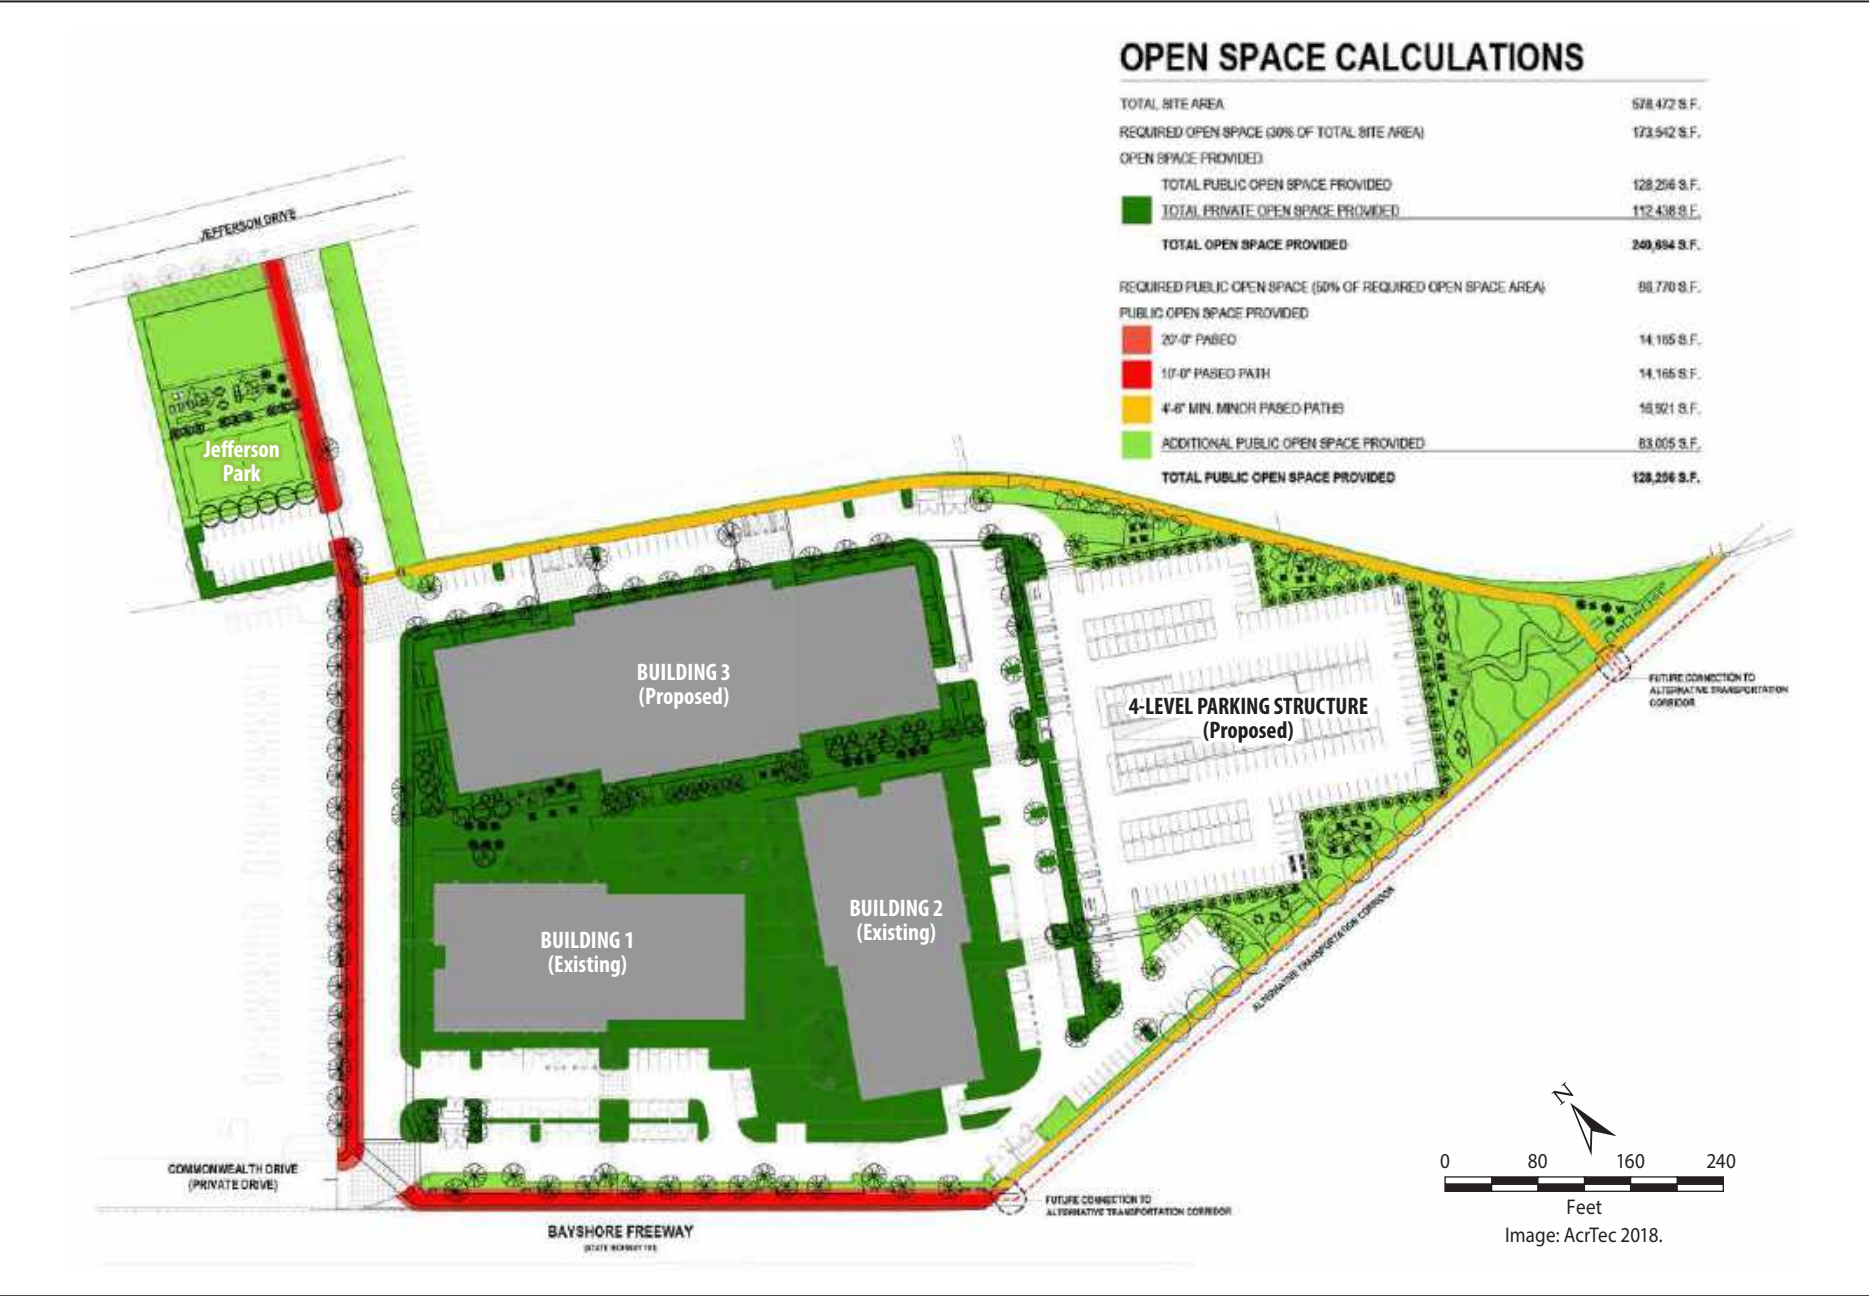 OPEN SPACE CALCULATIONS
TOTAL SITE AREA 578,472 S.F.
REQUIRED OPEN SPACE (30% OF TOTAL SITE AREA) 173,542 S.F.
OPEN SPACE PROVIDED
TOTAL PUBLIC OPEN SPACE PROVIDED 128,256 S.F.
TOTAL PRIVATE OPEN SPACE PROVIDED 112,438 S.F.
TOTAL OPEN SPACE PROVIDED 240,694 S.F.
REQUIRED PUBLIC OPEN SPACE (50% OF REQUIRED OPEN SPACE AREA) 86,770 S.F.
PUBLIC OPEN SPACE PROVIDED
20'-0" PASEO 14,165 S.F.
10'-0" PASEO PATH 14,165 S.F.
4'-6" MIN. MINOR PASEO PATHS 16,921 S.F.
ADDITIONAL PUBLIC OPEN SPACE PROVIDED 83,005 S.F.
TOTAL PUBLIC OPEN SPACE PROVIDED 128,256 S.F.
JEFFERSON DRIVE
Jefferson
Park
BUILDING 3
(Proposed)
4-LEVEL PARKING STRUCTURE
(Proposed)
FUTURE CONNECTION TO
ALTERNATIVE TRANSPORTATION
CORRIDOR
BUILDING 2
(Existing)
BUILDING 1
(Existing)
ALTERNATIVE TRANSPORTATION CORRIDOR
COMMONWEALTH DRIVE
(PRIVATE DRIVE)
FUTURE CONNECTION TO
ALTERNATIVE TRANSPORTATION CORRIDOR
BAYSHORE FREEWAY
(STATE HIGHWAY 101)
N
0 80 160 240
Feet
Image: AcrTec 2018.